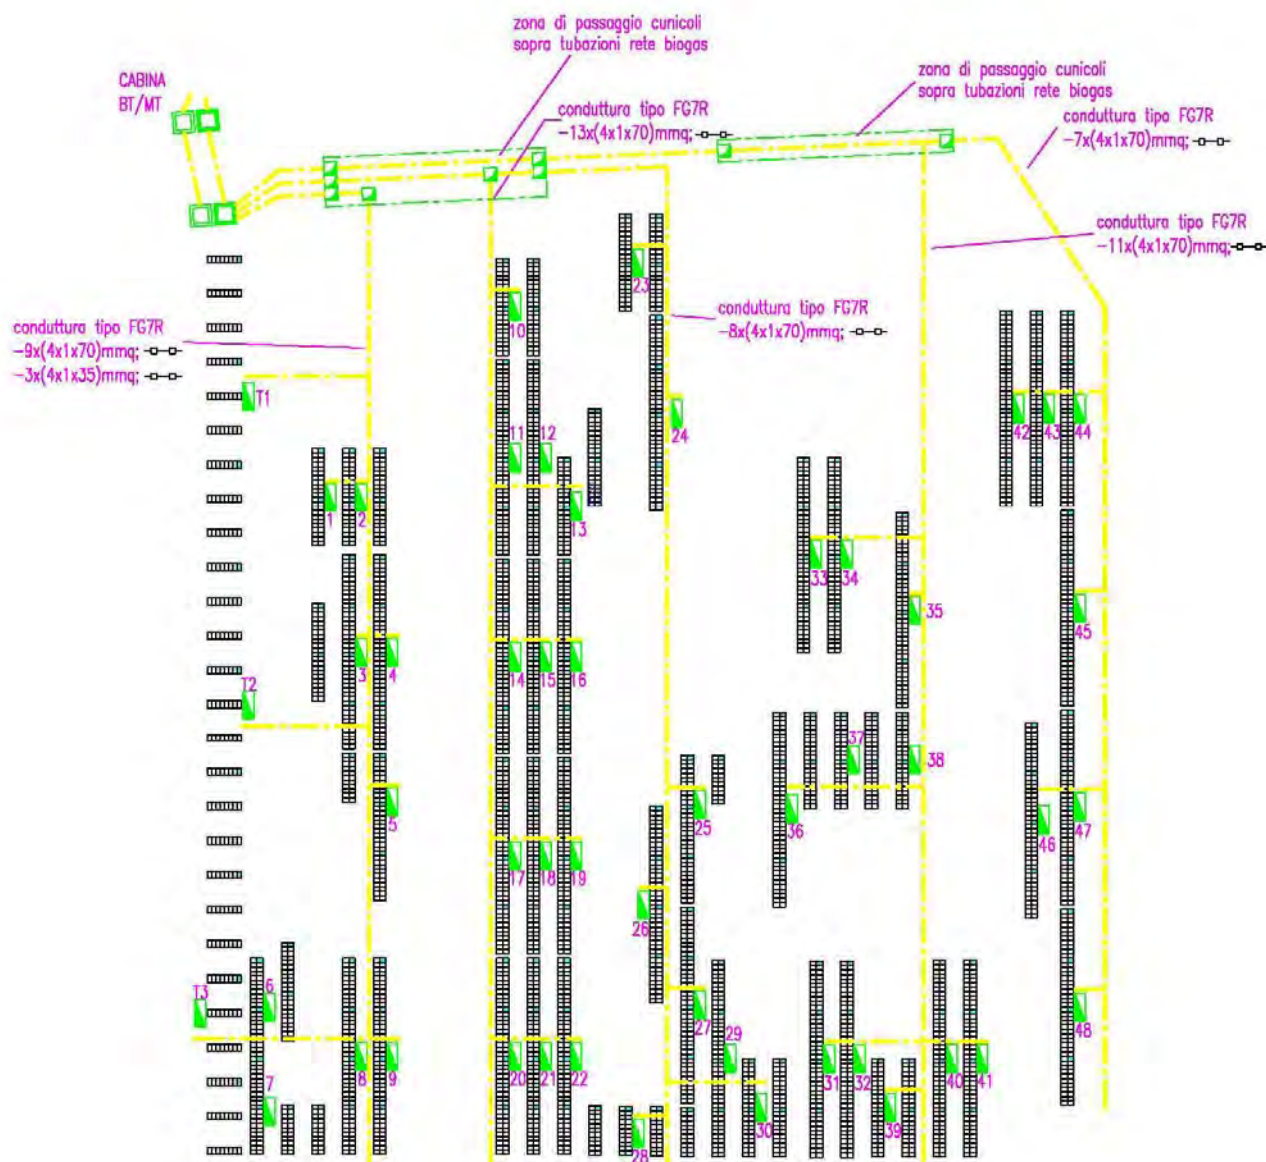 zona di passaggio cunicoli
sopra tubazioni rete biogas
CABINA
BT/MT
zona di passaggio cunicoli
sopra tubazioni rete biogas
conduttura tipo FG7R
-13x(4x1x70)mmq;
conduttura tipo FG7R
-7x(4x1x70)mmq;
conduttura tipo FG7R
-11x(4x1x70)mmq;
conduttura tipo FG7R
-9x(4x1x70)mmq;
-3x(4x1x35)mmq;
conduttura tipo FG7R
-8x(4x1x70)mmq;
23
10
T1
24
42 43 44
11 12
1 2
13
33 34
35
45
3 4
14 15 16
T2
37
38
5
25
36
46
47
17 18 19
26
6
T3
27
29
48
8 9
20 21 22
31 32
40 41
7
30
39
28